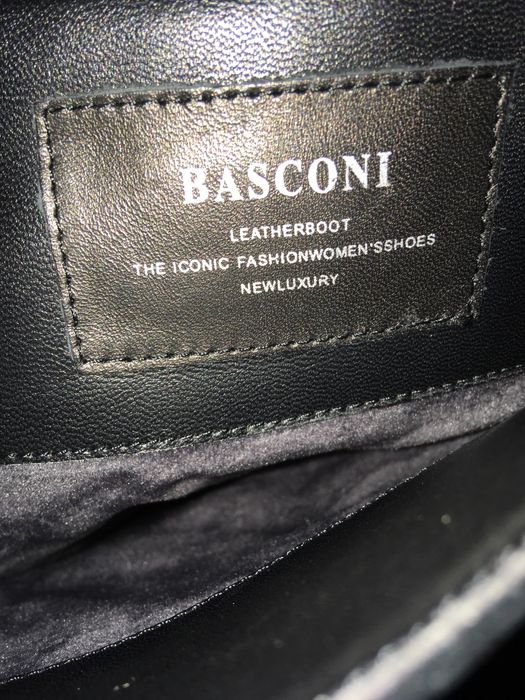 BASCONI
LEATHERBOOT
THE ICONIC FASHIONWOMEN'SSHOES
NEWLUXURY